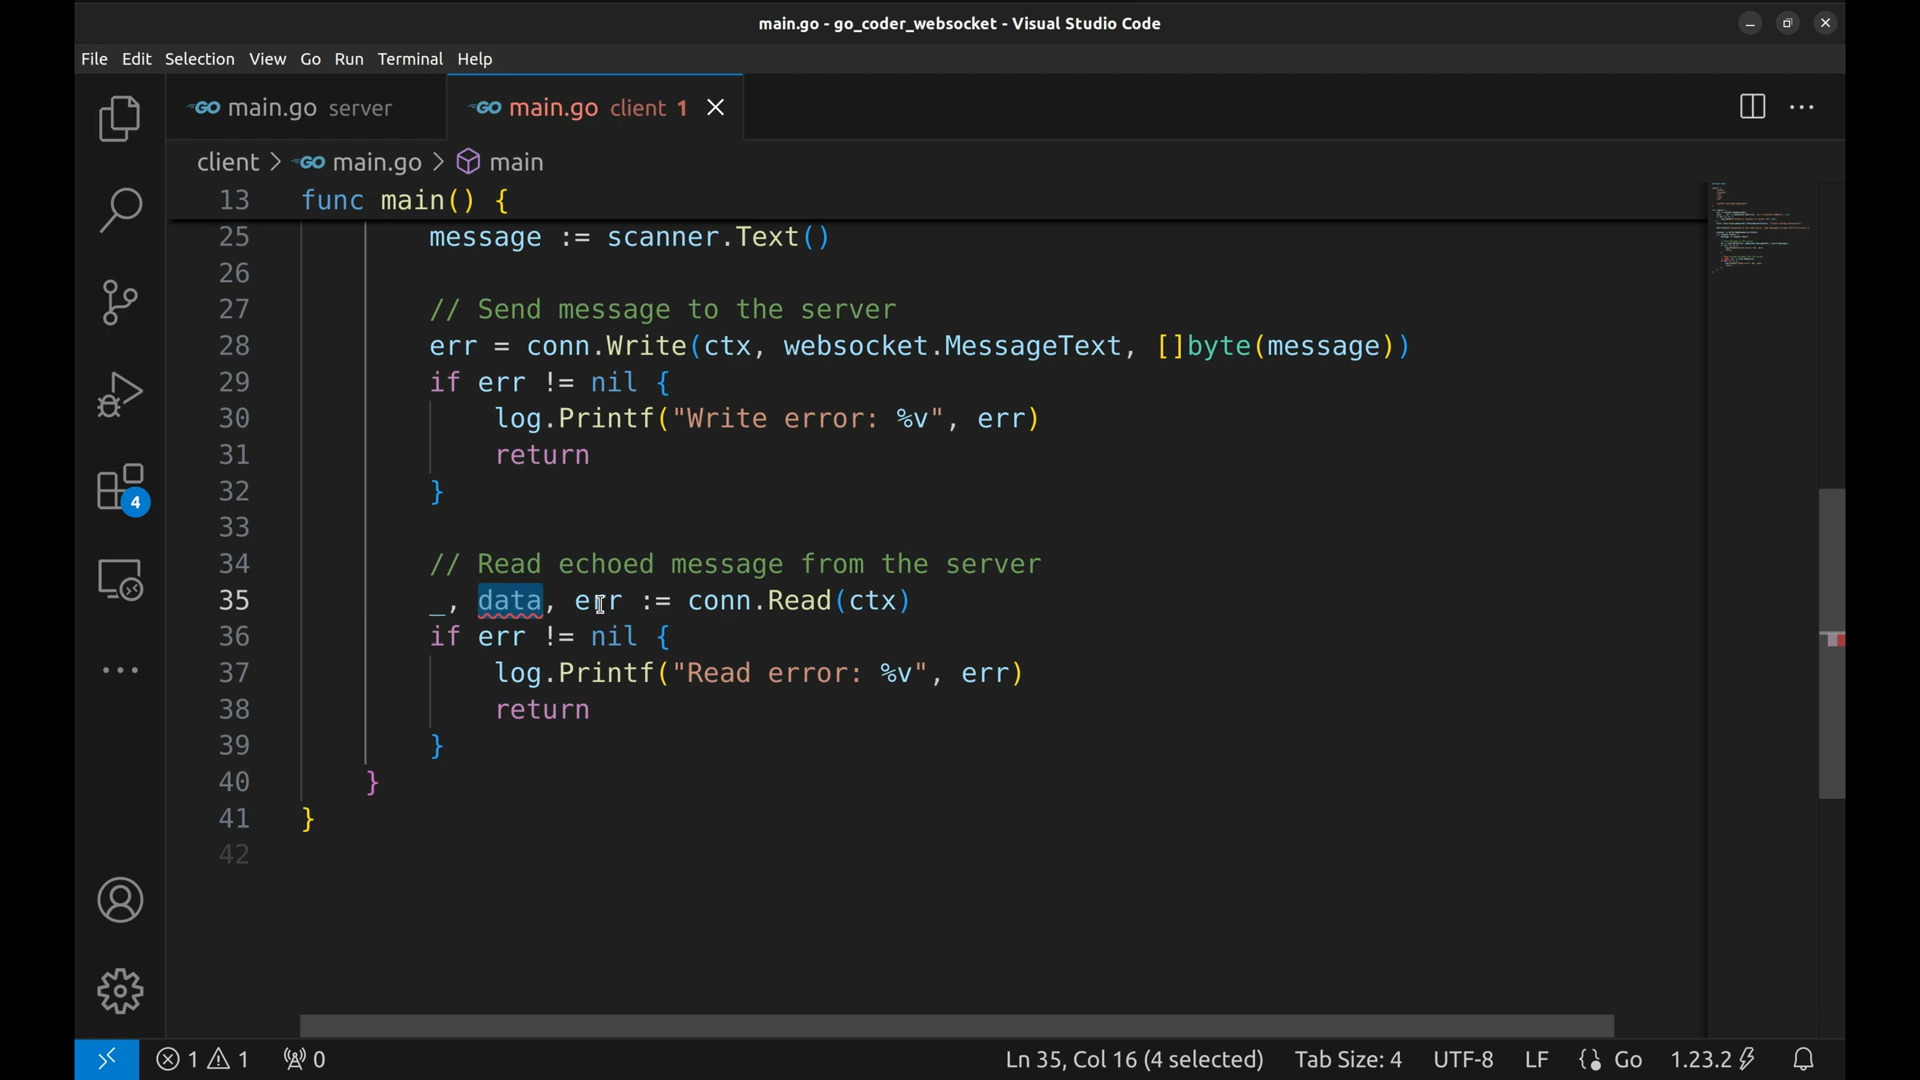 main.go - go_coder_websocket - Visual Studio Code
File Edit Selection View Go Run Terminal Help
GO main.go server GO main.go client 1
client > GO main.go > main
13 func main() {
25 message := scanner.Text()
26
27 // Send message to the server
28 err = conn.Write(ctx, websocket.MessageText, []byte(message))
29 if err != nil {
30 log.Printf("Write error: %v", err)
31 return
32 }
33
34 // Read echoed message from the server
35 _, data, err := conn.Read(ctx)
36 if err != nil {
37 log.Printf("Read error: %v", err)
38 return
39 }
40 }
41 }
42
4
1 1 0 Ln 35, Col 16 (4 selected) Tab Size: 4 UTF-8 LF Go 1.23.2